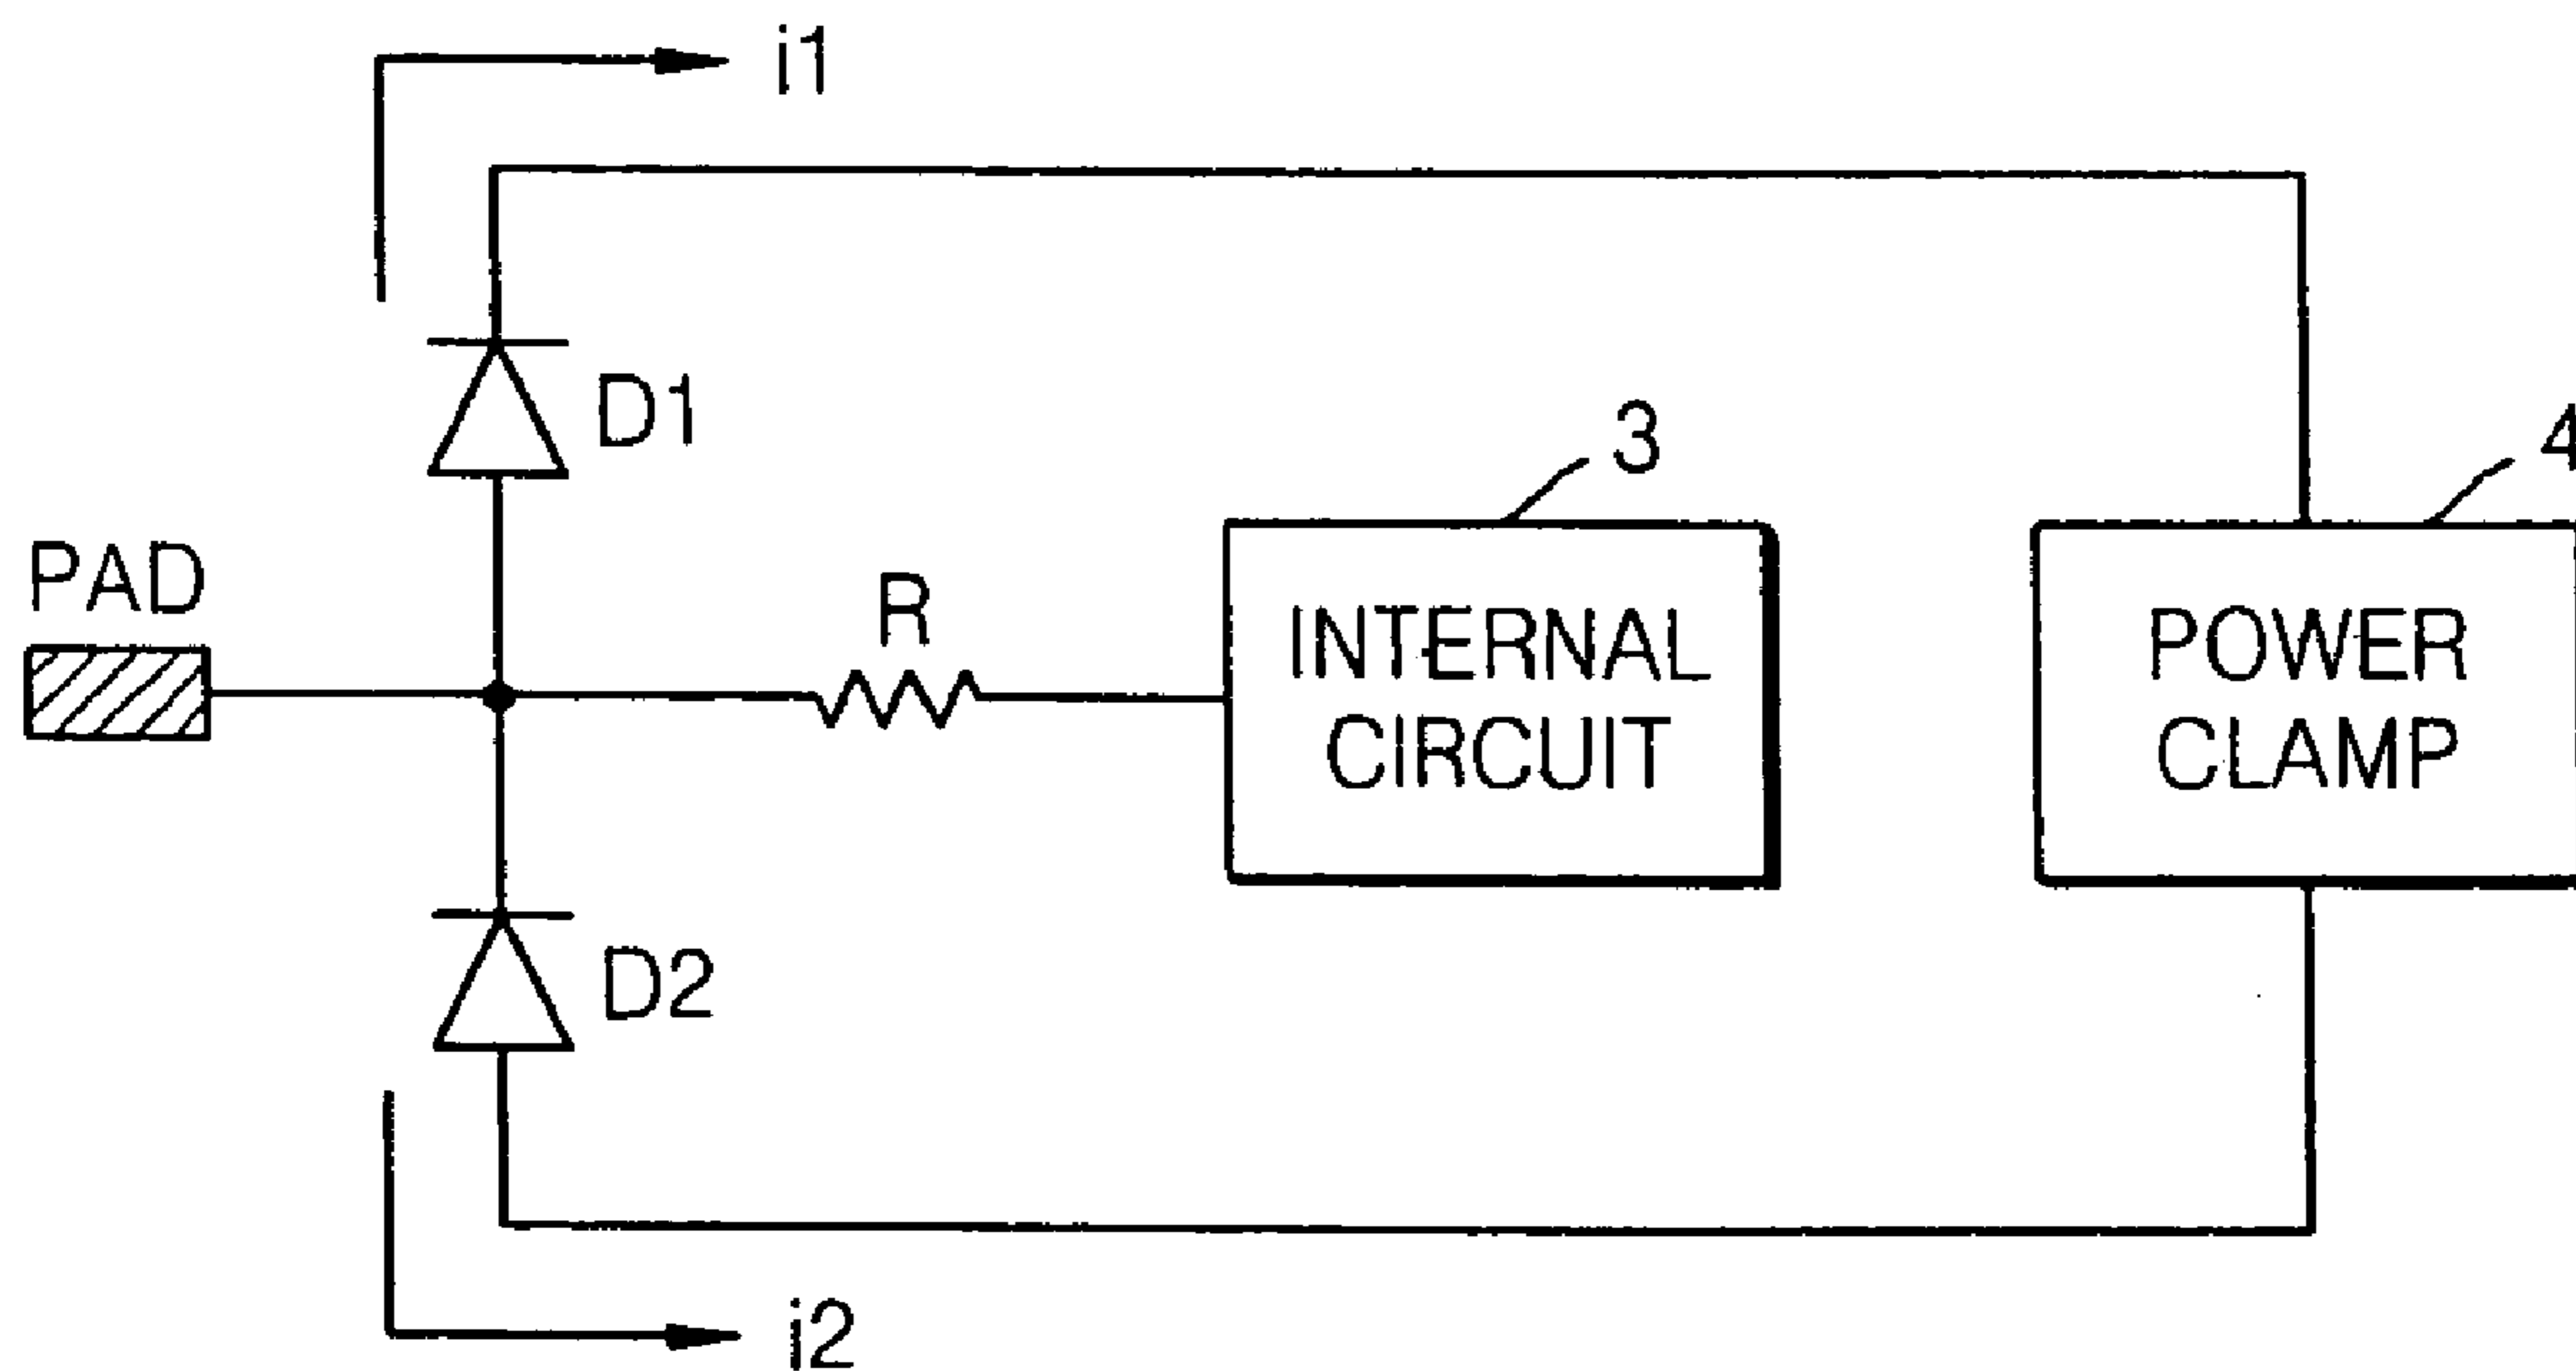 i1
D1
3
4
PAD
R
INTERNAL
CIRCUIT
POWER
CLAMP
D2
i2